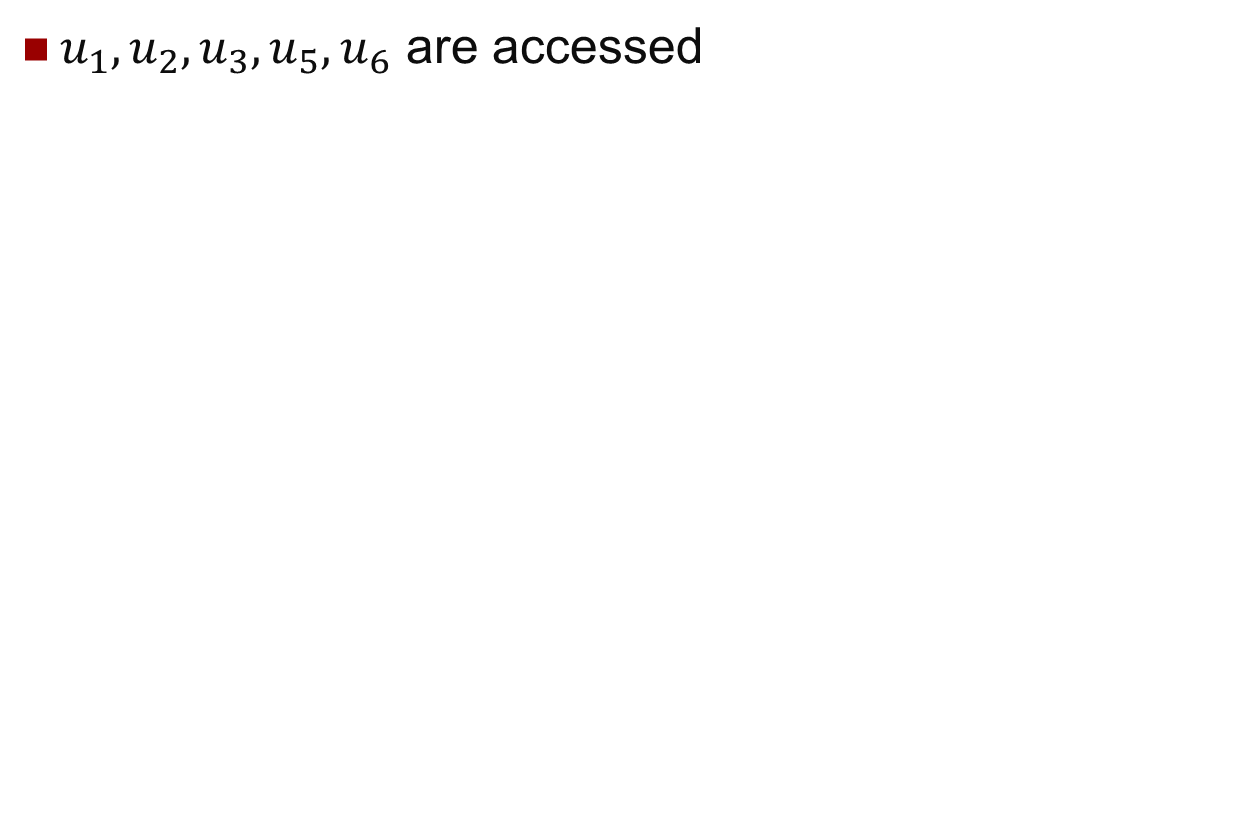 ■ u₁, u₂, u₃, u₅, u₆ are accessed